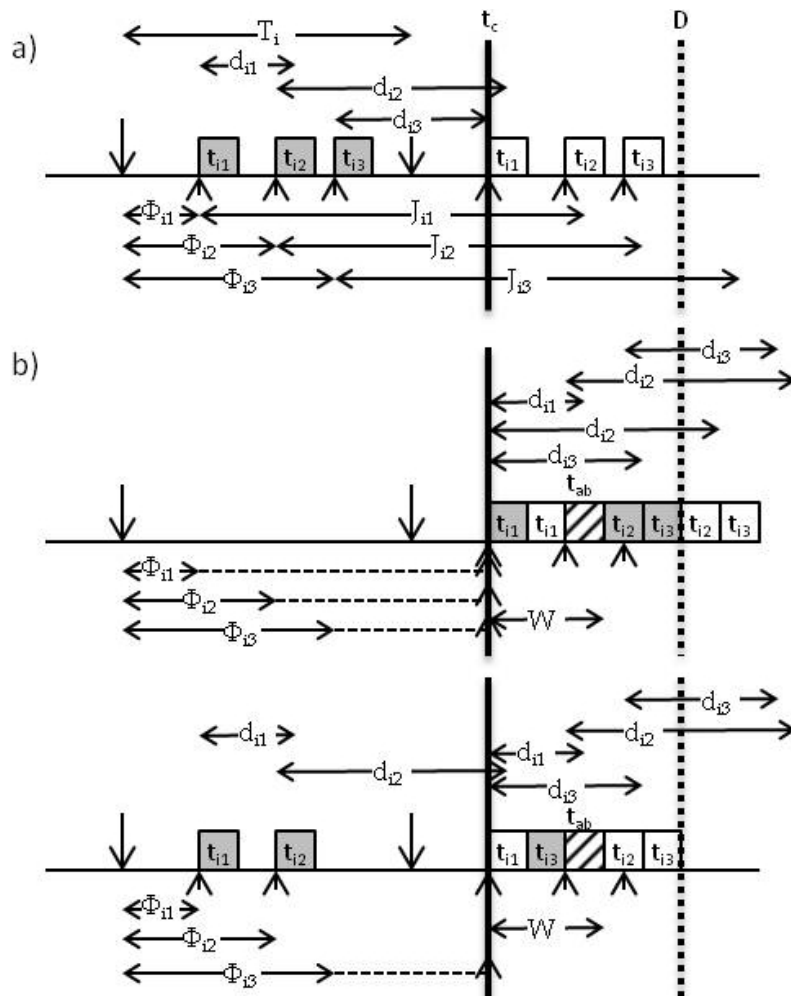 t_c D
a) T_i
d_i1
d_i2
d_i3
t_i1 t_i2 t_i3 t_i1 t_i2 t_i3
Φ_i1 J_i1
Φ_i2 J_i2
Φ_i3 J_i3
b) d_i3
d_i2
d_i1
d_i2
d_i3
t_ab
t_i1 t_i1 t_i2 t_i3 t_i2 t_i3
Φ_i1
Φ_i2
Φ_i3 W
d_i3
d_i1 d_i2
d_i1
d_i2
d_i3
t_ab
t_i1 t_i2 t_i1 t_i3 t_i2 t_i3
Φ_i1
Φ_i2 W
Φ_i3